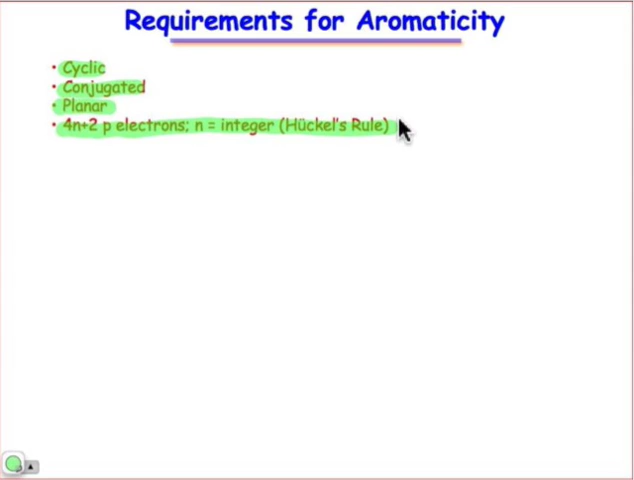 Requirements for Aromaticity
• Cyclic
• Conjugated
• Planar
• 4n+2 p electrons; n = integer (Hückel's Rule)